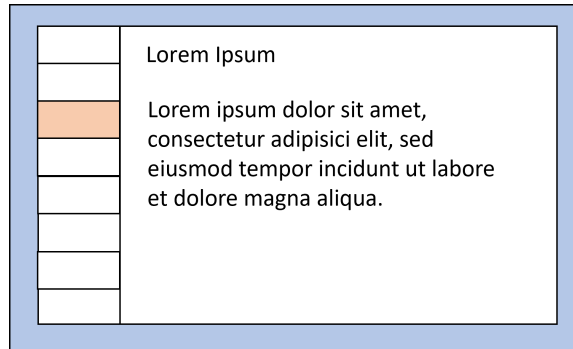 Lorem Ipsum
Lorem ipsum dolor sit amet,
consectetur adipisici elit, sed
eiusmod tempor incidunt ut labore
et dolore magna aliqua.